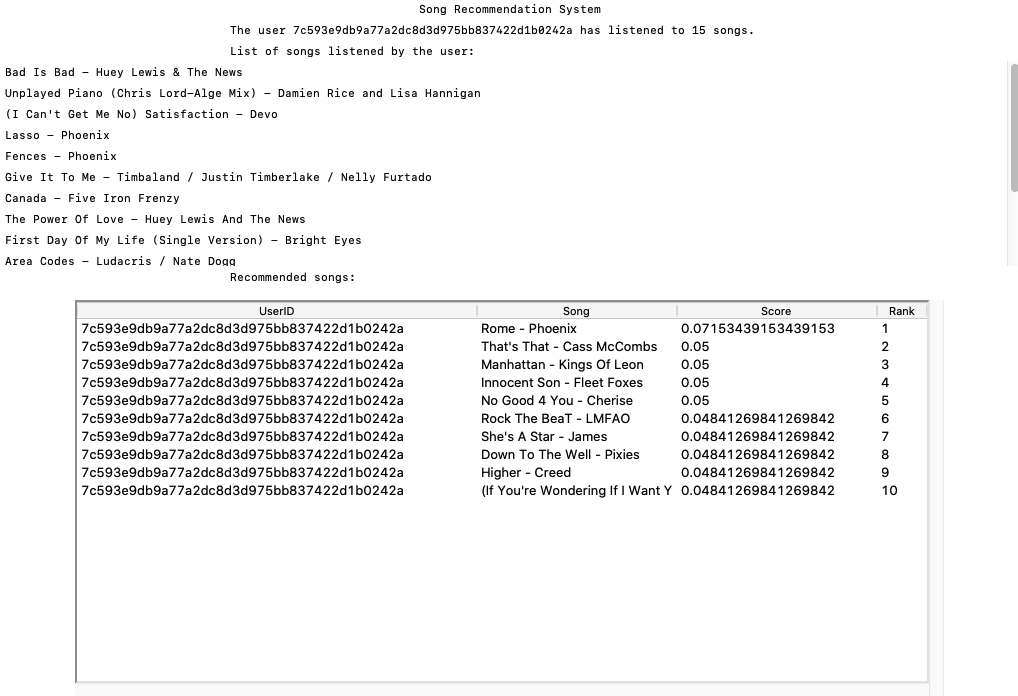 Song Recommendation System
The user 7c593e9db9a77a2dc8d3d975bb837422d1b0242a has listened to 15 songs.
List of songs listened by the user:
Bad Is Bad – Huey Lewis & The News
Unplayed Piano (Chris Lord–Alge Mix) – Damien Rice and Lisa Hannigan
(I Can't Get Me No) Satisfaction – Devo
Lasso – Phoenix
Fences – Phoenix
Give It To Me – Timbaland / Justin Timberlake / Nelly Furtado
Canada – Five Iron Frenzy
The Power Of Love – Huey Lewis And The News
First Day Of My Life (Single Version) – Bright Eyes
Area Codes – Ludacris / Nate Dogg
Recommended songs:
UserID Song Score Rank
7c593e9db9a77a2dc8d3d975bb837422d1b0242a Rome - Phoenix 0.07153439153439153 1
7c593e9db9a77a2dc8d3d975bb837422d1b0242a That's That - Cass McCombs 0.05 2
7c593e9db9a77a2dc8d3d975bb837422d1b0242a Manhattan - Kings Of Leon 0.05 3
7c593e9db9a77a2dc8d3d975bb837422d1b0242a Innocent Son - Fleet Foxes 0.05 4
7c593e9db9a77a2dc8d3d975bb837422d1b0242a No Good 4 You - Cherise 0.05 5
7c593e9db9a77a2dc8d3d975bb837422d1b0242a Rock The BeaT - LMFAO 0.04841269841269842 6
7c593e9db9a77a2dc8d3d975bb837422d1b0242a She's A Star - James 0.04841269841269842 7
7c593e9db9a77a2dc8d3d975bb837422d1b0242a Down To The Well - Pixies 0.04841269841269842 8
7c593e9db9a77a2dc8d3d975bb837422d1b0242a Higher - Creed 0.04841269841269842 9
7c593e9db9a77a2dc8d3d975bb837422d1b0242a (If You're Wondering If I Want Y 0.04841269841269842 10